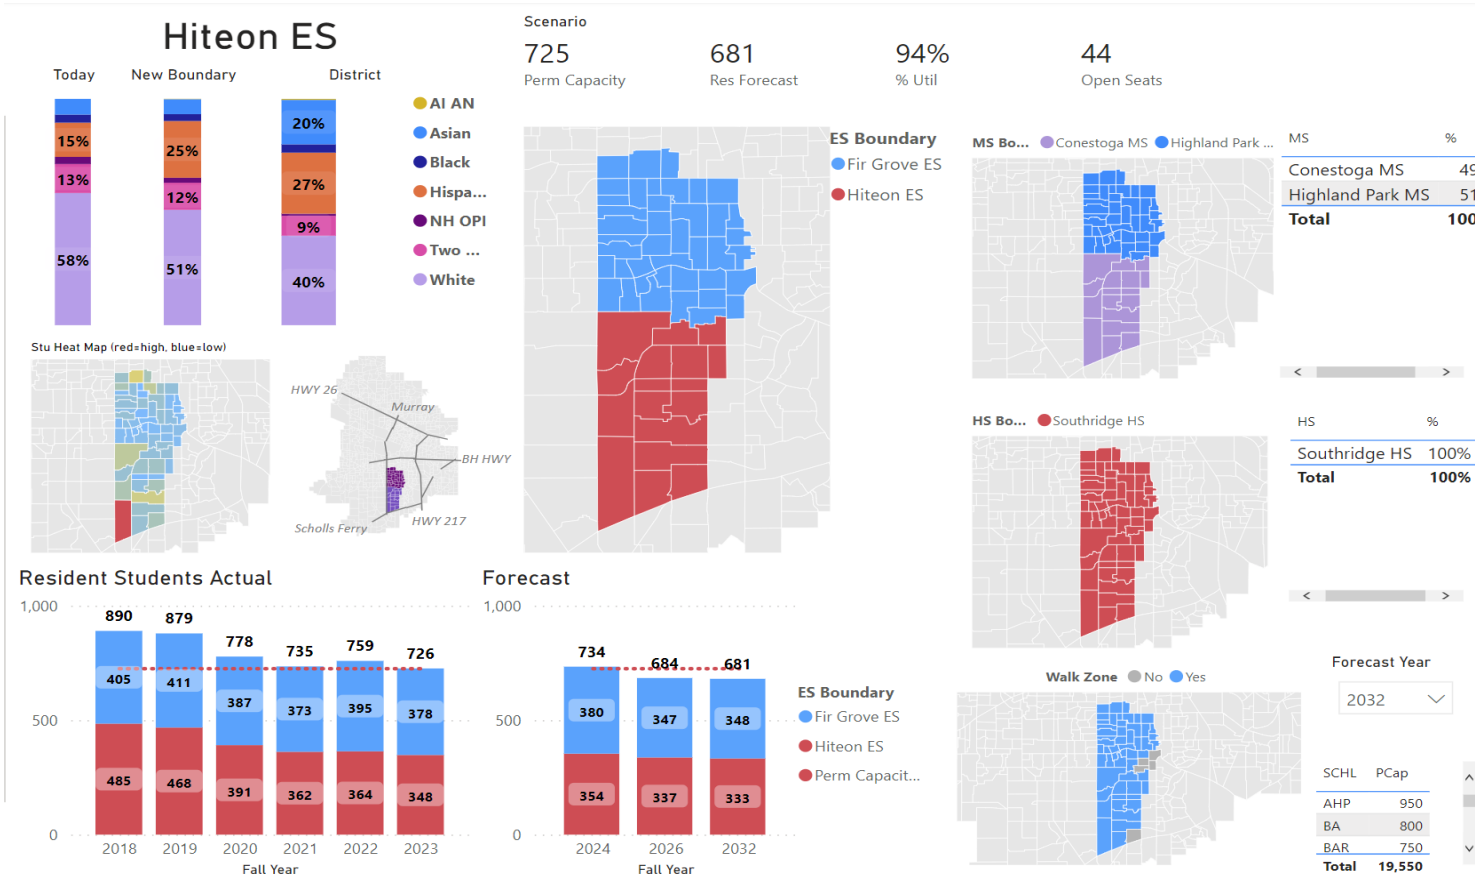 Hiteon ES
Today New Boundary District
15%
13%
58%
25%
12%
51%
20%
27%
9%
40%
AI AN
Asian
Black
Hispa...
NH OPI
Two ...
White
Scenario
725 681 94% 44
Perm Capacity Res Forecast % Util Open Seats
ES Boundary
Fir Grove ES
Hiteon ES
MS Bo... Conestoga MS Highland Park ...
MS %
Conestoga MS 49
Highland Park MS 51
Total 100
Stu Heat Map (red=high, blue=low)
HWY 26
Murray
BH HWY
HWY 217
Scholls Ferry
HS Bo... Southridge HS
HS %
Southridge HS 100%
Total 100%
Resident Students Actual
1,000
500
0
890 879 778 735 759 726
405 411 387 373 395 378
485 468 391 362 364 348
2018 2019 2020 2021 2022 2023
Fall Year
Forecast
1,000
500
0
734 684 681
380 347 348
354 337 333
2024 2026 2032
Fall Year
ES Boundary
Fir Grove ES
Hiteon ES
Perm Capacit...
Walk Zone No Yes
Forecast Year
2032
SCHL PCap
AHP 950
BA 800
BAR 750
Total 19,550